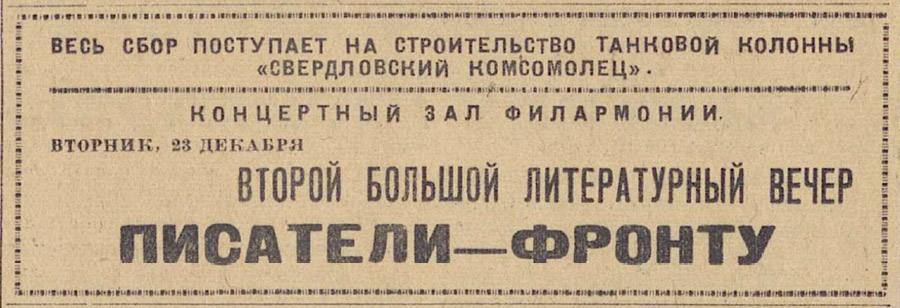 ВЕСЬ СБОР ПОСТУПАЕТ НА СТРОИТЕЛЬСТВО ТАНКОВОЙ КОЛОННЫ
«СВЕРДЛОВСКИЙ КОМСОМОЛЕЦ».
КОНЦЕРТНЫЙ ЗАЛ ФИЛАРМОНИИ.
ВТОРНИК, 23 ДЕКАБРЯ
ВТОРОЙ БОЛЬШОЙ ЛИТЕРАТУРНЫЙ ВЕЧЕР
ПИСАТЕЛИ—ФРОНТУ